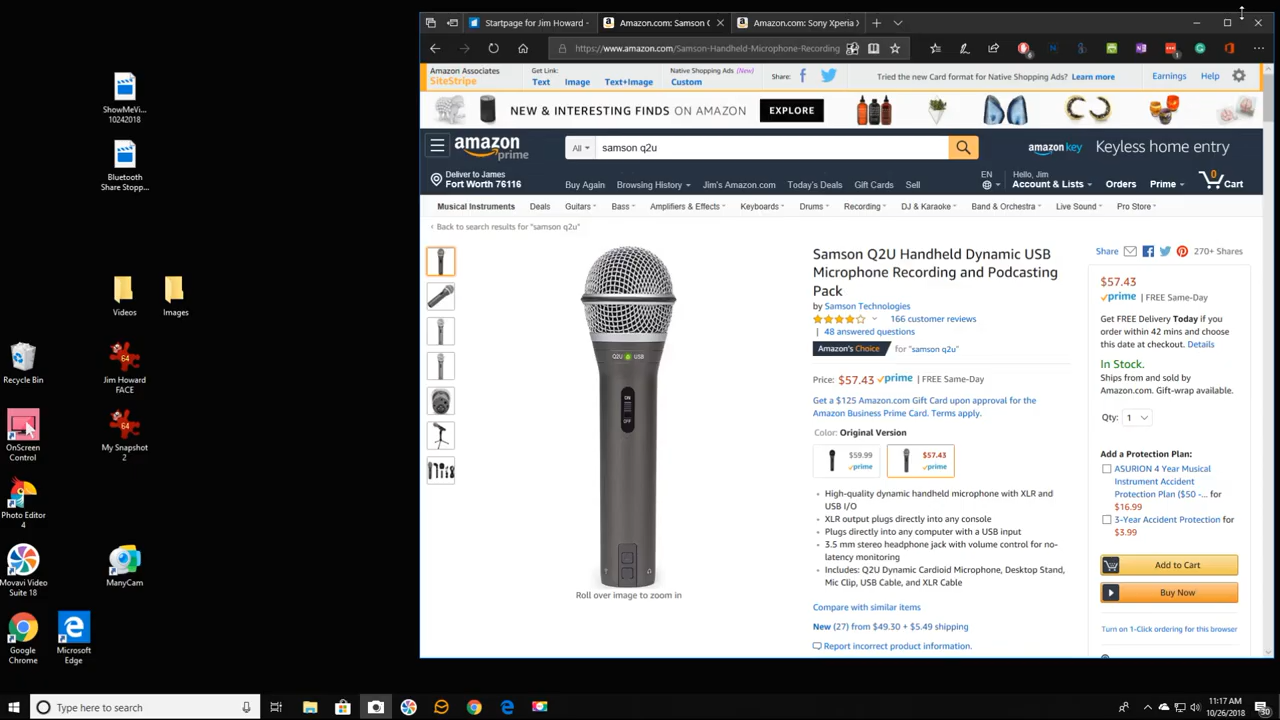 ShowMeVi...
10242018
Bluetooth
Share Stopp...
Videos
Images
Recycle Bin
Jim Howard
FACE
OnScreen
Control
My Snapshot
2
Photo Editor
4
Movavi Video
Suite 18
ManyCam
Google
Chrome
Microsoft
Edge
Startpage for Jim Howard -
Amazon.com: Samson Q
Amazon.com: Sony Xperia X
https://www.amazon.com/Samson-Handheld-Microphone-Recording
Amazon Associates
SiteStripe
Get Link:
Text
Image
Text+Image
Native Shopping Ads (New)
Custom
Share:
Tried the new Card format for Native Shopping Ads? Learn more
Earnings
Help
NEW & INTERESTING FINDS ON AMAZON
EXPLORE
amazon
prime
All
samson q2u
amazon key
Keyless home entry
Deliver to James
Fort Worth 76116
Buy Again
Browsing History
Jim's Amazon.com
Today's Deals
Gift Cards
Sell
EN
Hello, Jim
Account & Lists
Orders
Prime
0
Cart
Musical Instruments
Deals
Guitars
Bass
Amplifiers & Effects
Keyboards
Drums
Recording
DJ & Karaoke
Band & Orchestra
Live Sound
Pro Store
‹ Back to search results for "samson q2u"
Q2U USB
ON
OFF
Roll over image to zoom in
Samson Q2U Handheld Dynamic USB
Microphone Recording and Podcasting
Pack
by Samson Technologies
166 customer reviews
| 48 answered questions
Amazon's Choice for "samson q2u"
Price: $57.43 prime | FREE Same-Day
Get a $125 Amazon.com Gift Card upon approval for the
Amazon Business Prime Card. Terms apply.
Color: Original Version
$59.99
prime
$57.43
prime
• High-quality dynamic handheld microphone with XLR and
USB I/O
• XLR output plugs directly into any console
• Plugs directly into any computer with a USB input
• 3.5 mm stereo headphone jack with volume control for no-
latency monitoring
• Includes: Q2U Dynamic Cardioid Microphone, Desktop Stand,
Mic Clip, USB Cable, and XLR Cable
Compare with similar items
New (27) from $49.30 + $5.49 shipping
Report incorrect product information.
Share
270+ Shares
$57.43
prime | FREE Same-Day
Get FREE Delivery Today if you
order within 42 mins and choose
this date at checkout. Details
In Stock.
Ships from and sold by
Amazon.com. Gift-wrap available.
Qty: 1
Add a Protection Plan:
ASURION 4 Year Musical
Instrument Accident
Protection Plan ($50 -... for
$16.99
3-Year Accident Protection for
$3.99
Add to Cart
Buy Now
Turn on 1-Click ordering for this browser
Type here to search
11:17 AM
10/26/2018
30